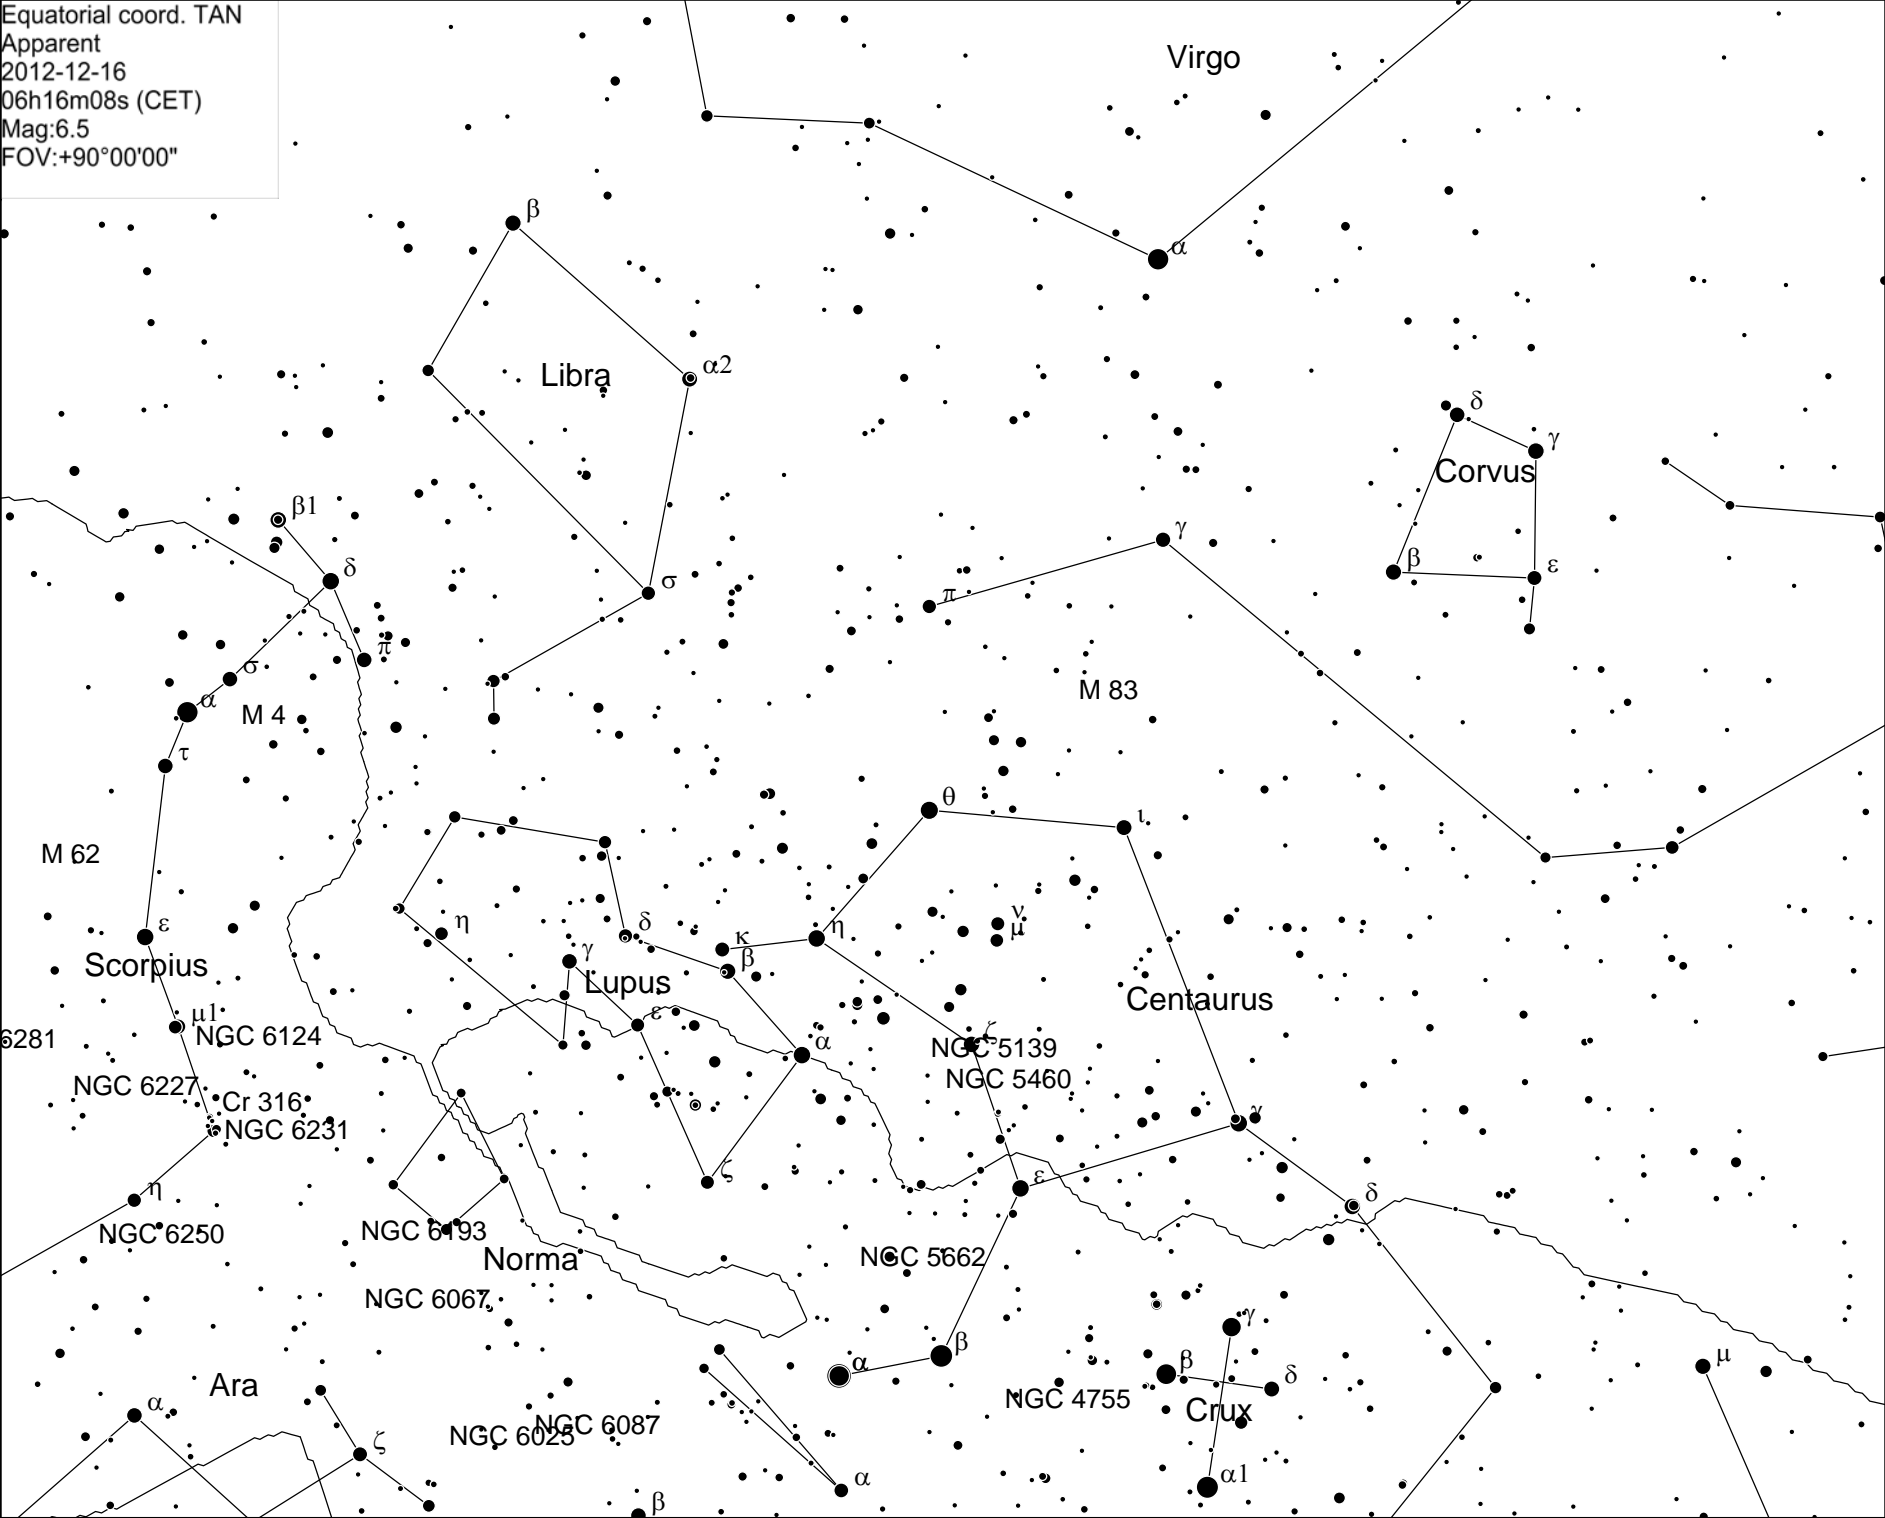 Equatorial coord. TAN
Apparent
2012-12-16
06h16m08s (CET)
Mag:6.5
FOV:+90°00'00"
Virgo
β
α
α2
Libra
δ
γ
Corvus
β1
γ
δ
β
ε
σ
π
π
σ
M 83
α
M 4
τ
θ
ι
M 62
ν
ε
η
δ
κ
η
μ
β
γ
Scorpius
Lupus
Centaurus
μ1
ε
6281
NGC 6124
α
ζ
NGC 5139
NGC 6227
NGC 5460
Cr 316
γ
NGC 6231
ζ
ε
η
δ
NGC 6250
NGC 6193
Norma
NGC 5662
NGC 6067
γ
β
α
β
μ
δ
Ara
NGC 4755
α
Crux
NGC 6025
NGC 6087
ζ
α
α1
β